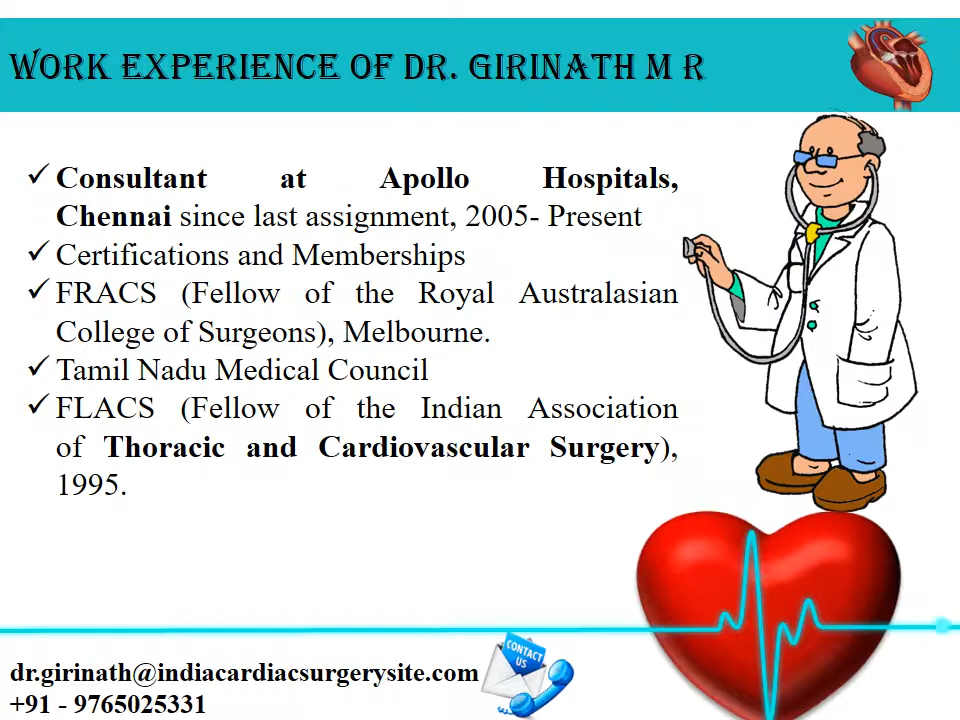 WORK EXPERIENCE OF DR. GIRINATH M R
✓ Consultant at Apollo Hospitals,
Chennai since last assignment, 2005- Present
✓ Certifications and Memberships
✓ FRACS (Fellow of the Royal Australasian
College of Surgeons), Melbourne.
✓ Tamil Nadu Medical Council
✓ FLACS (Fellow of the Indian Association
of Thoracic and Cardiovascular Surgery),
1995.
CONTACT
US
dr.girinath@indiacardiacsurgerysite.com
+91 - 9765025331